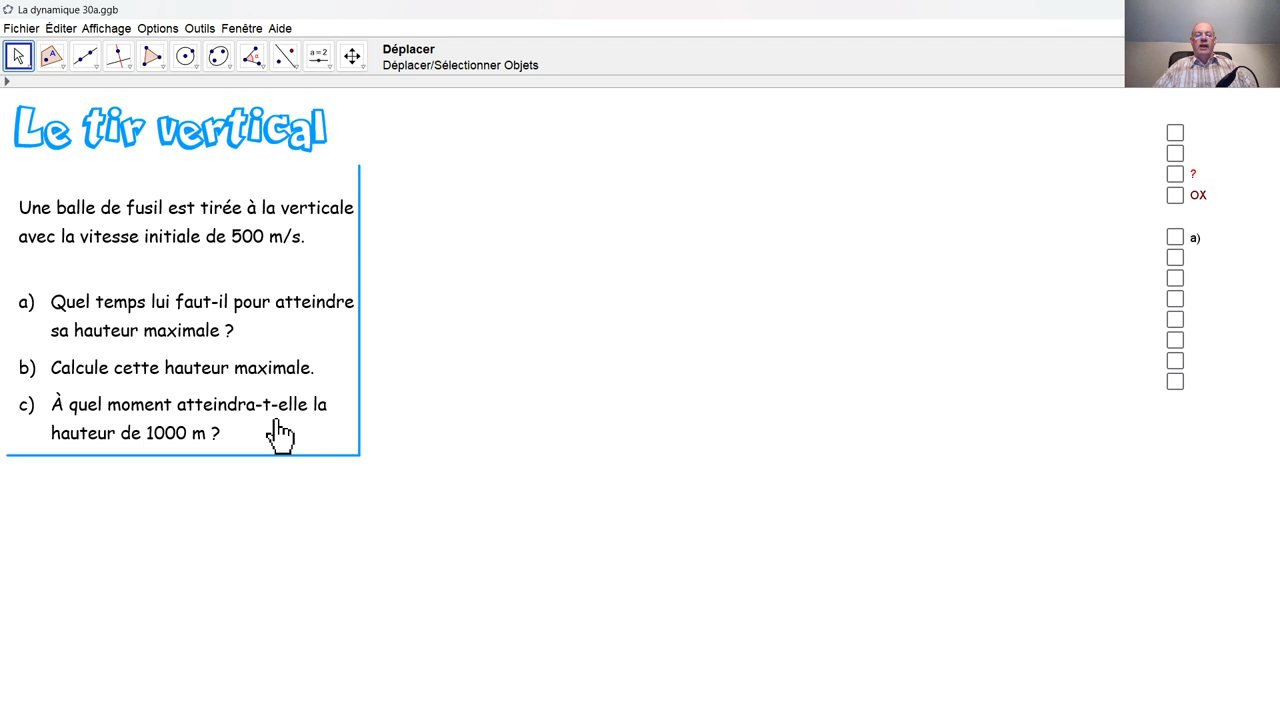 La dynamique 30a.ggb
Fichier Éditer Affichage Options Outils Fenêtre Aide
A
a=2
Déplacer
Déplacer/Sélectionner Objets
Le tir vertical
Une balle de fusil est tirée à la verticale
avec la vitesse initiale de 500 m/s.
a) Quel temps lui faut-il pour atteindre
sa hauteur maximale ?
b) Calcule cette hauteur maximale.
c) À quel moment atteindra-t-elle la
hauteur de 1000 m ?
?
OX
a)